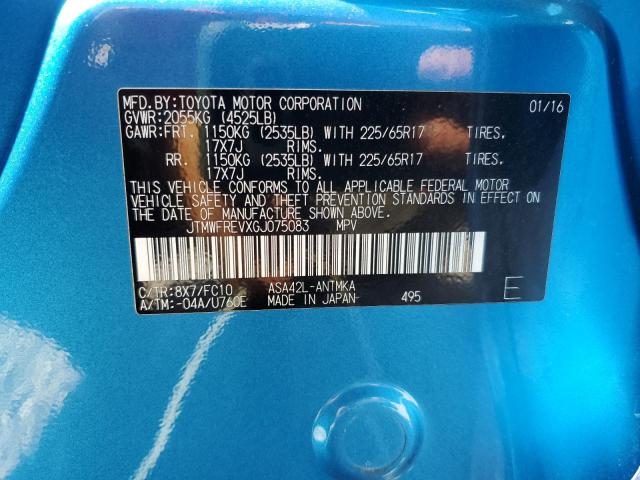 MFD.BY:TOYOTA MOTOR CORPORATION 01/16
GVWR:2055KG (4525LB)
GAWR:FRT. 1150KG (2535LB) WITH 225/65R17 TIRES.
17X7J RIMS.
RR. 1150KG (2535LB) WITH 225/65R17 TIRES.
17X7J RIMS.
THIS VEHICLE CONFORMS TO ALL APPLICABLE FEDERAL MOTOR
VEHICLE SAFETY AND THEFT PREVENTION STANDARDS IN EFFECT ON
THE DATE OF MANUFACTURE SHOWN ABOVE.
JTMWFREVXGJ075083 MPV
C/TR:8X7/FC10 ASA42L-ANTMKA
A/TM:-04A/U760E MADE IN JAPAN 495 E